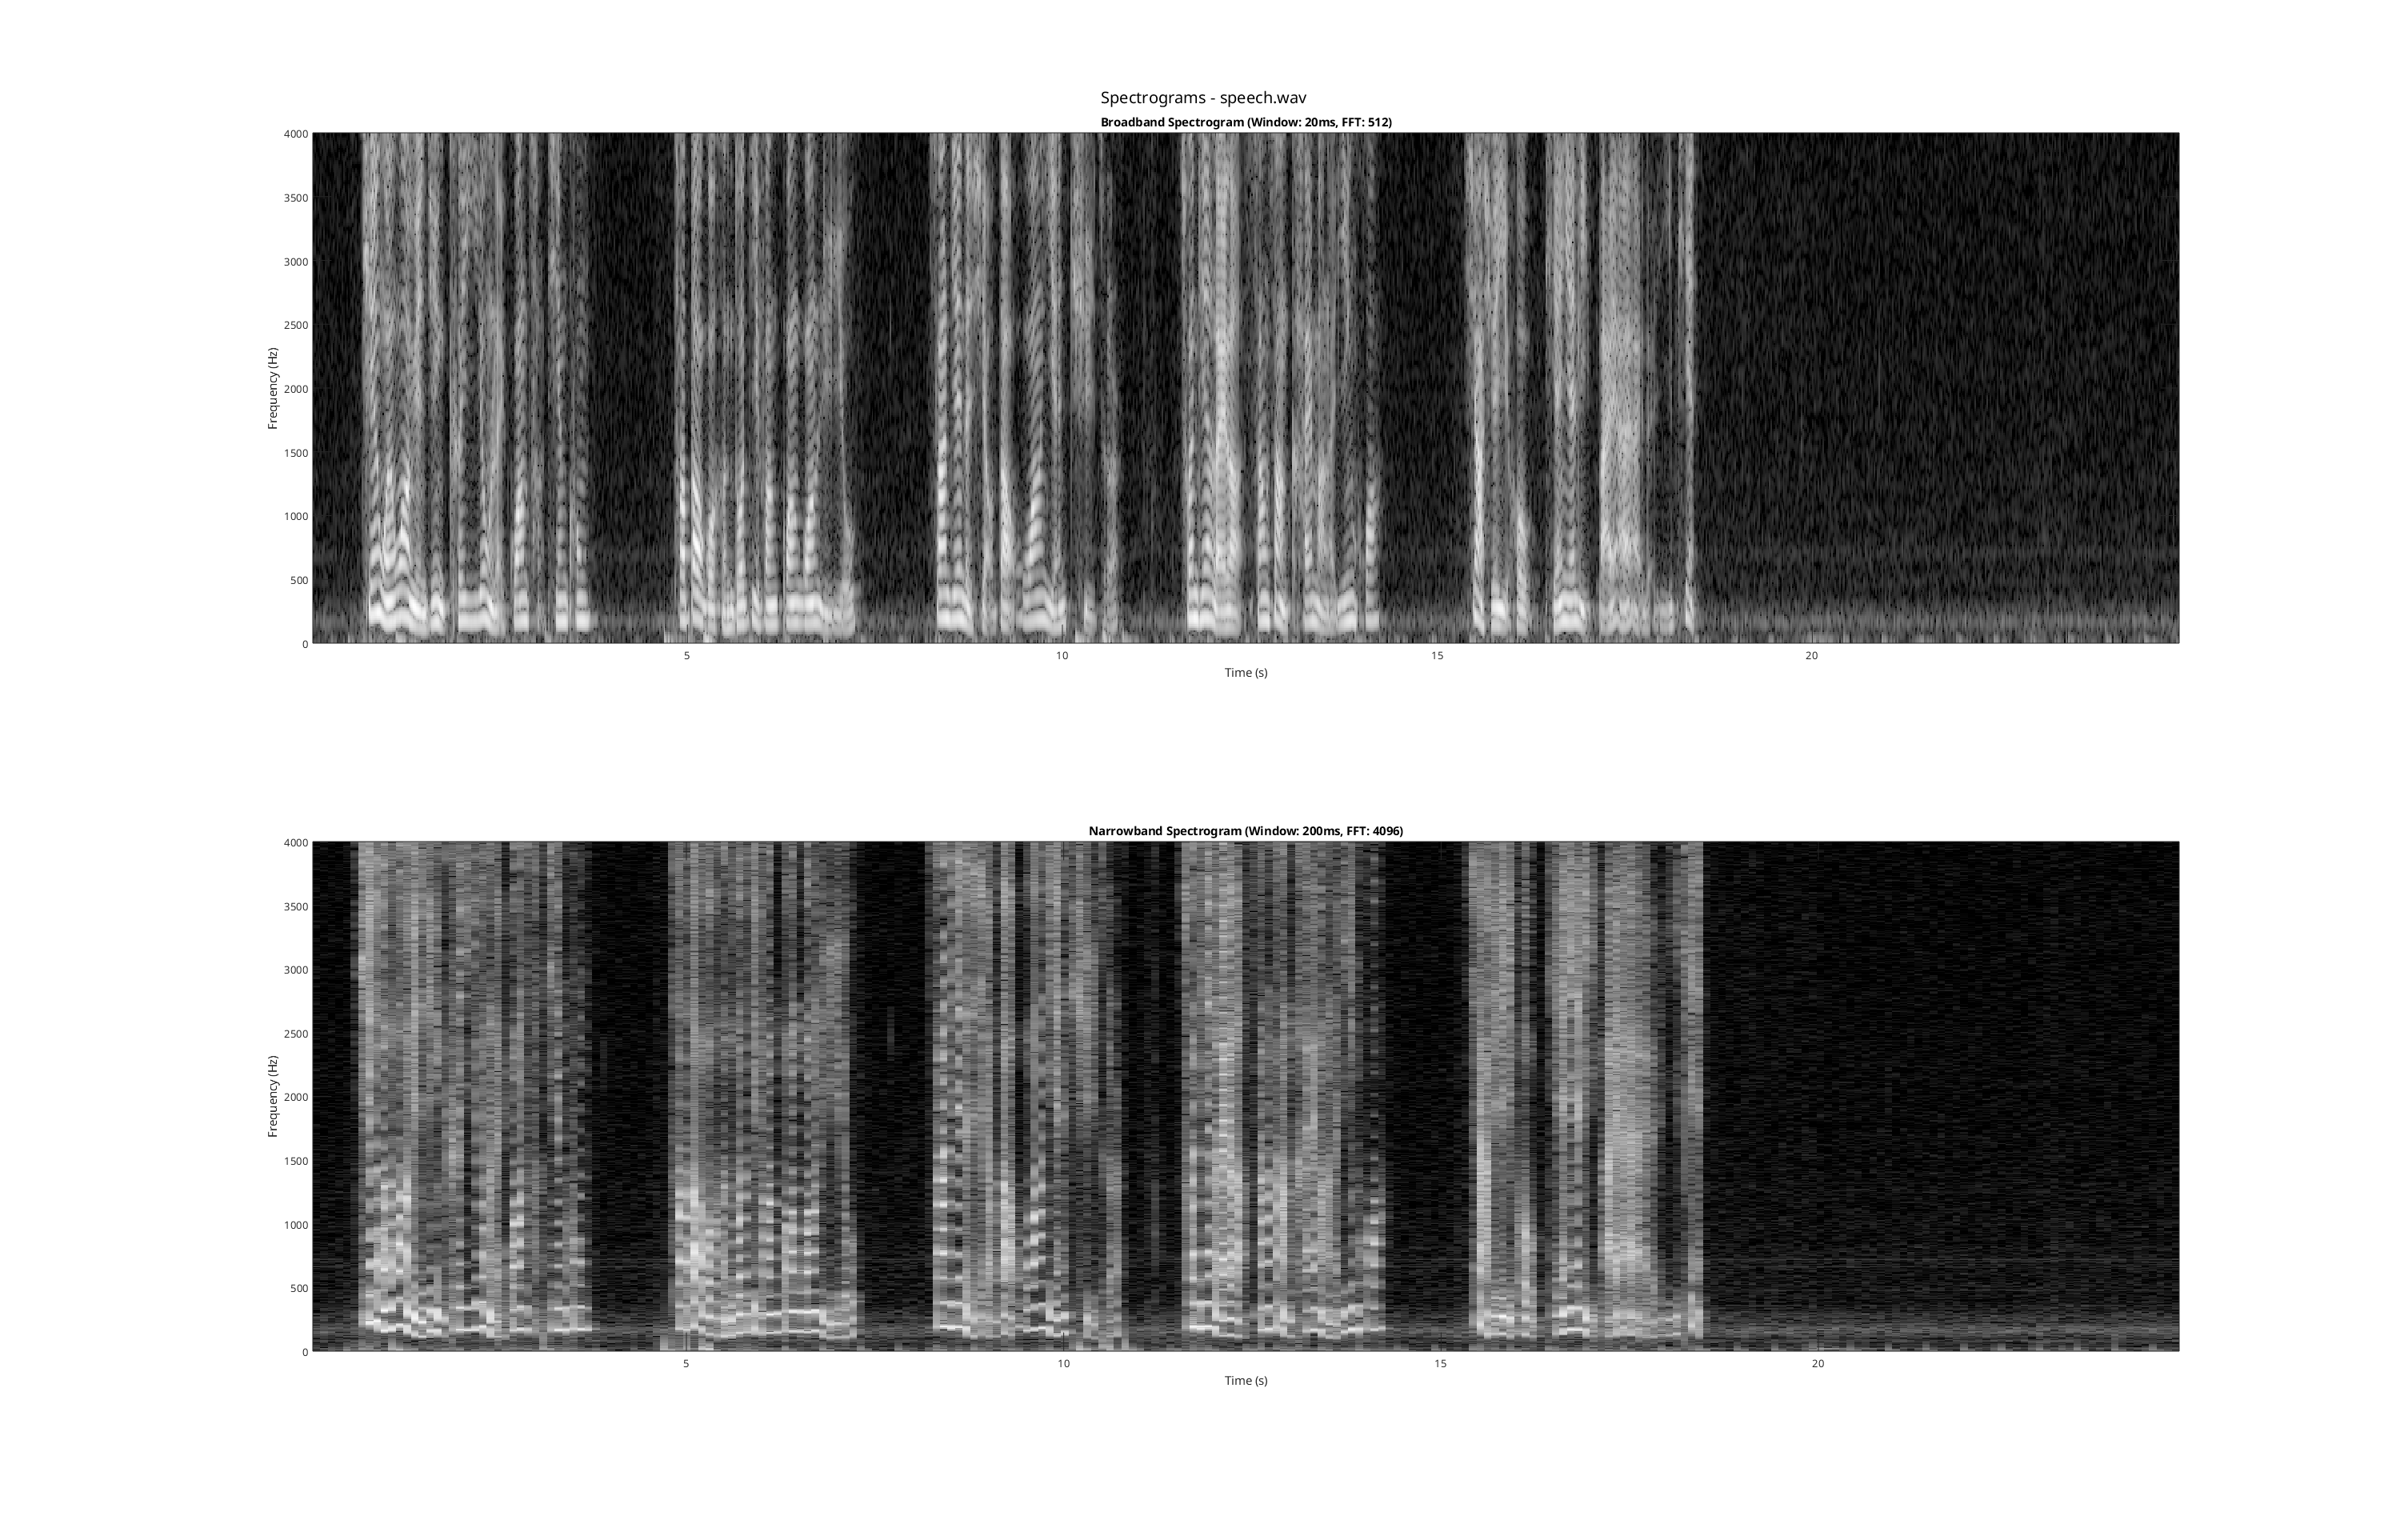 Spectrograms - speech.wav
Broadband Spectrogram (Window: 20ms, FFT: 512)
4000
3500
3000
2500
2000
1500
1000
500
0
Frequency (Hz)
5 10 15 20
Time (s)
Narrowband Spectrogram (Window: 200ms, FFT: 4096)
4000
3500
3000
2500
2000
1500
1000
500
0
Frequency (Hz)
5 10 15 20
Time (s)